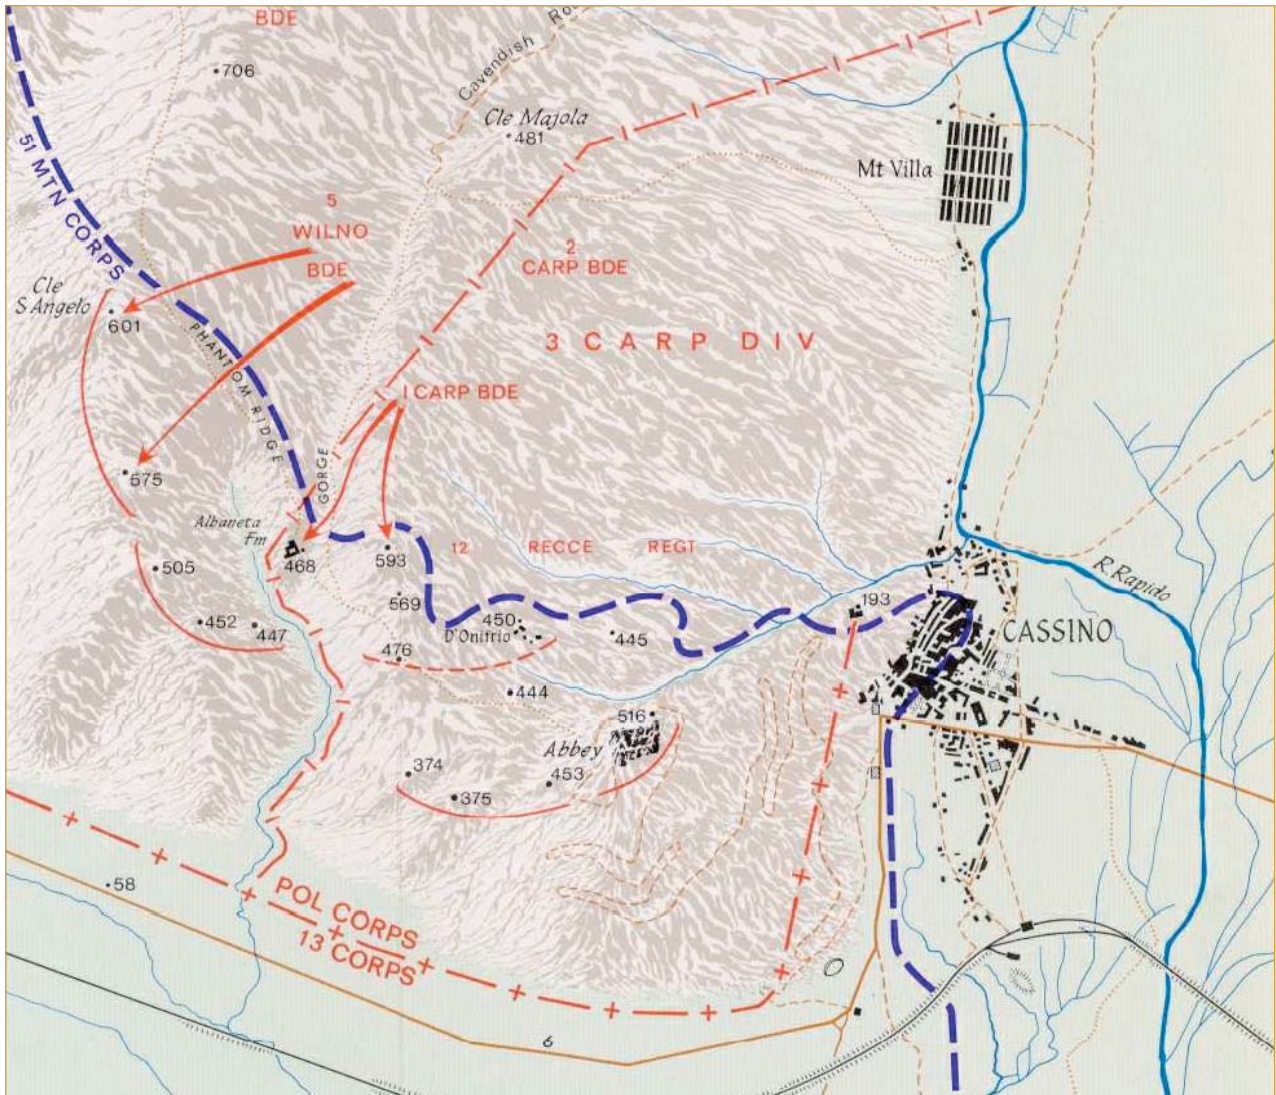 BDE
706
Cavendish Ro
Cle Majola
481
Mt Villa
51 MTN CORPS
5
WILNO
BDE
2
CARP BDE
Cle
S Angelo
601
PHANTOM RIDGE
3 CARP DIV
1 CARP BDE
GORGE
575
Albaneta
Fm
468
593
12 RECCE REGT
R. Rapido
505
569
193
452
447
450
D'Onifrio
445
CASSINO
476
444
516
Abbey
374
453
375
58
POL CORPS
13 CORPS
6